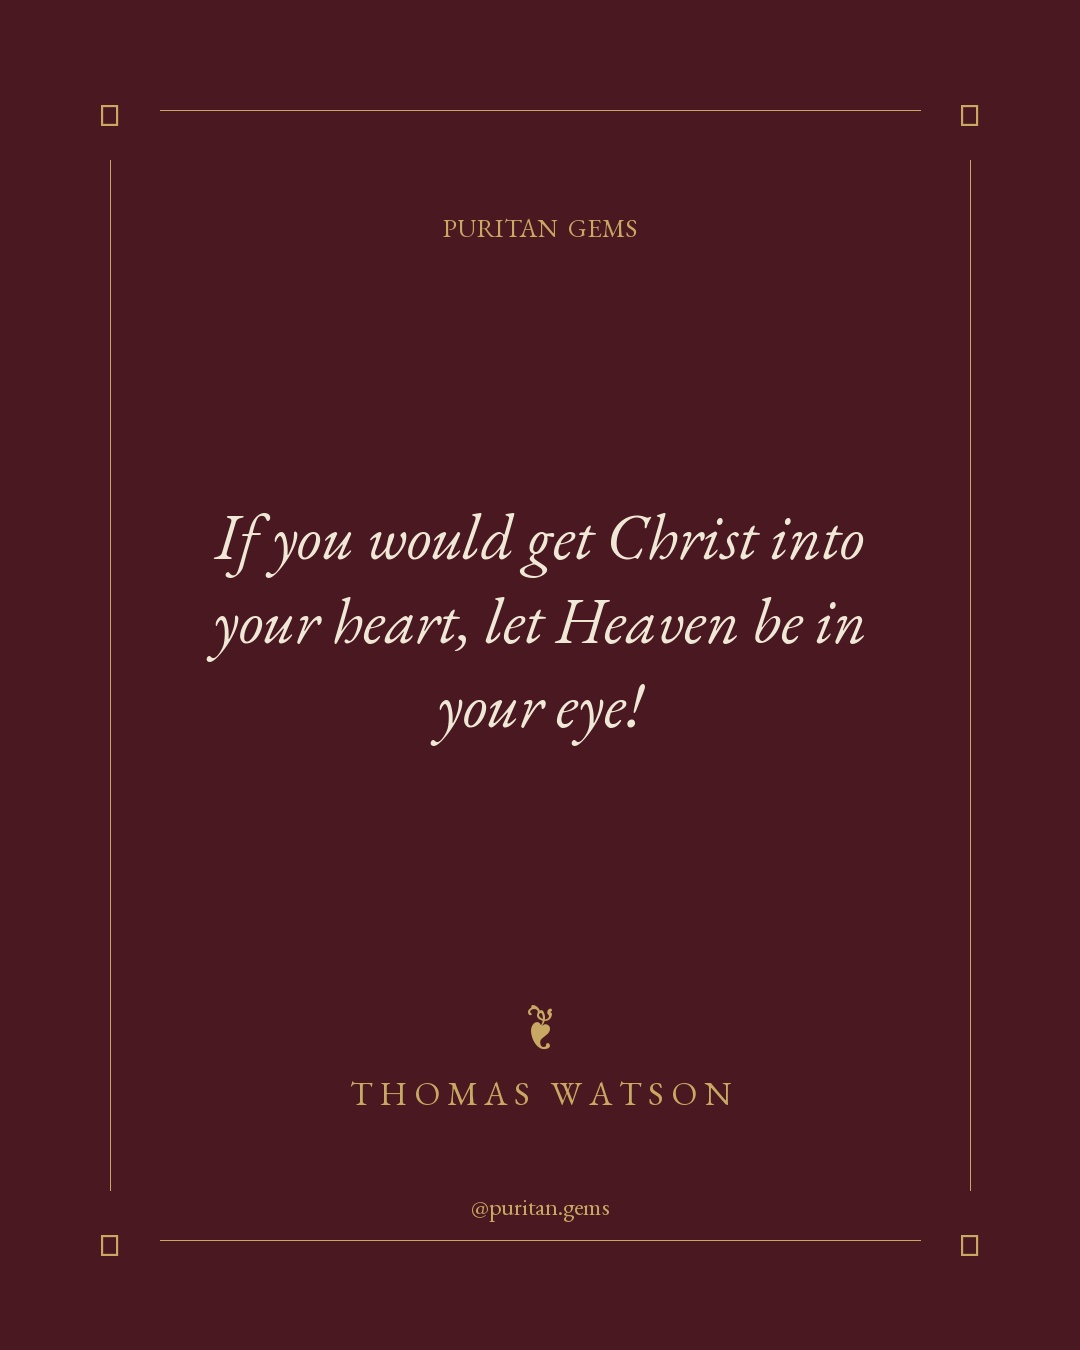 PURITAN GEMS
If you would get Christ into
your heart, let Heaven be in
your eye!
THOMAS WATSON
@puritan.gems